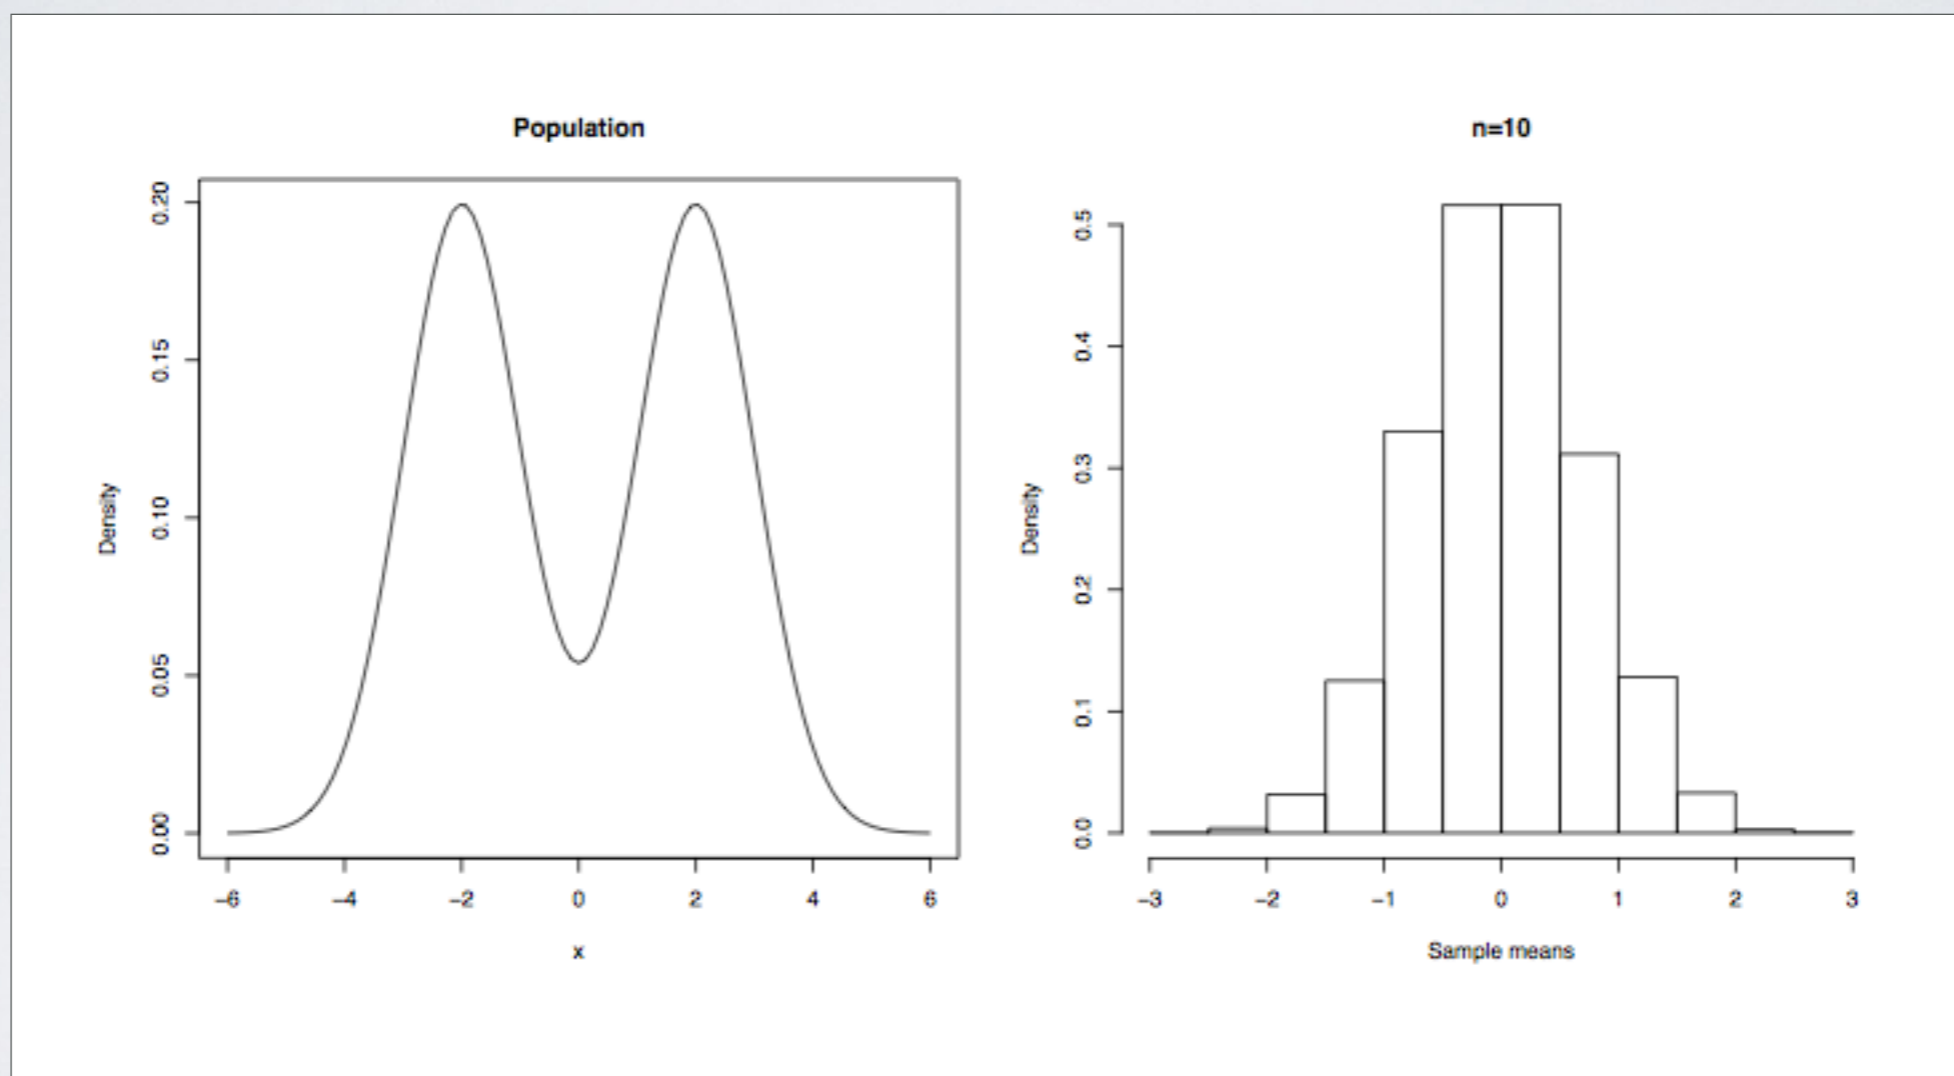 Population
Density
0.20
0.15
0.10
0.05
0.00
−6 −4 −2 0 2 4 6
x
n=10
Density
0.5
0.4
0.3
0.2
0.1
0.0
−3 −2 −1 0 1 2 3
Sample means